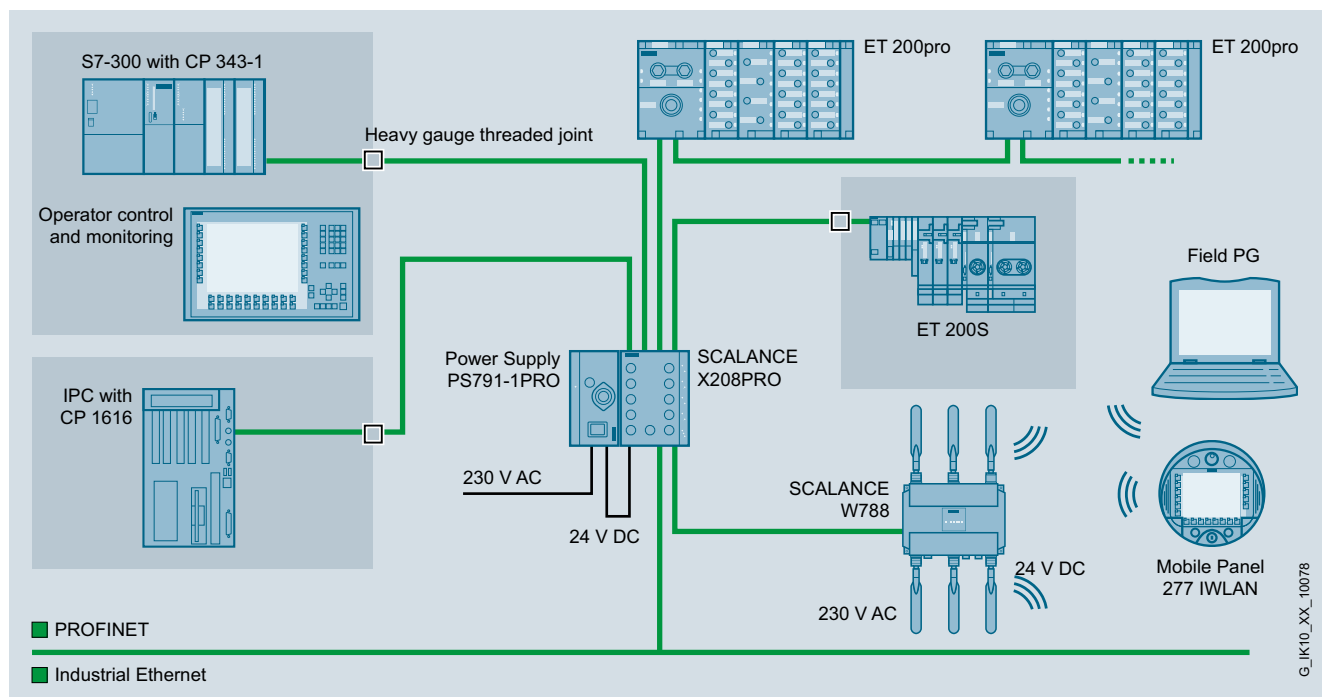 S7-300 with CP 343-1
ET 200pro
ET 200pro
Heavy gauge threaded joint
Operator control
and monitoring
Field PG
ET 200S
Power Supply
PS791-1PRO
SCALANCE
X208PRO
IPC with
CP 1616
230 V AC
24 V DC
SCALANCE
W788
24 V DC
230 V AC
Mobile Panel
277 IWLAN
PROFINET
Industrial Ethernet
G_IK10_XX_10078